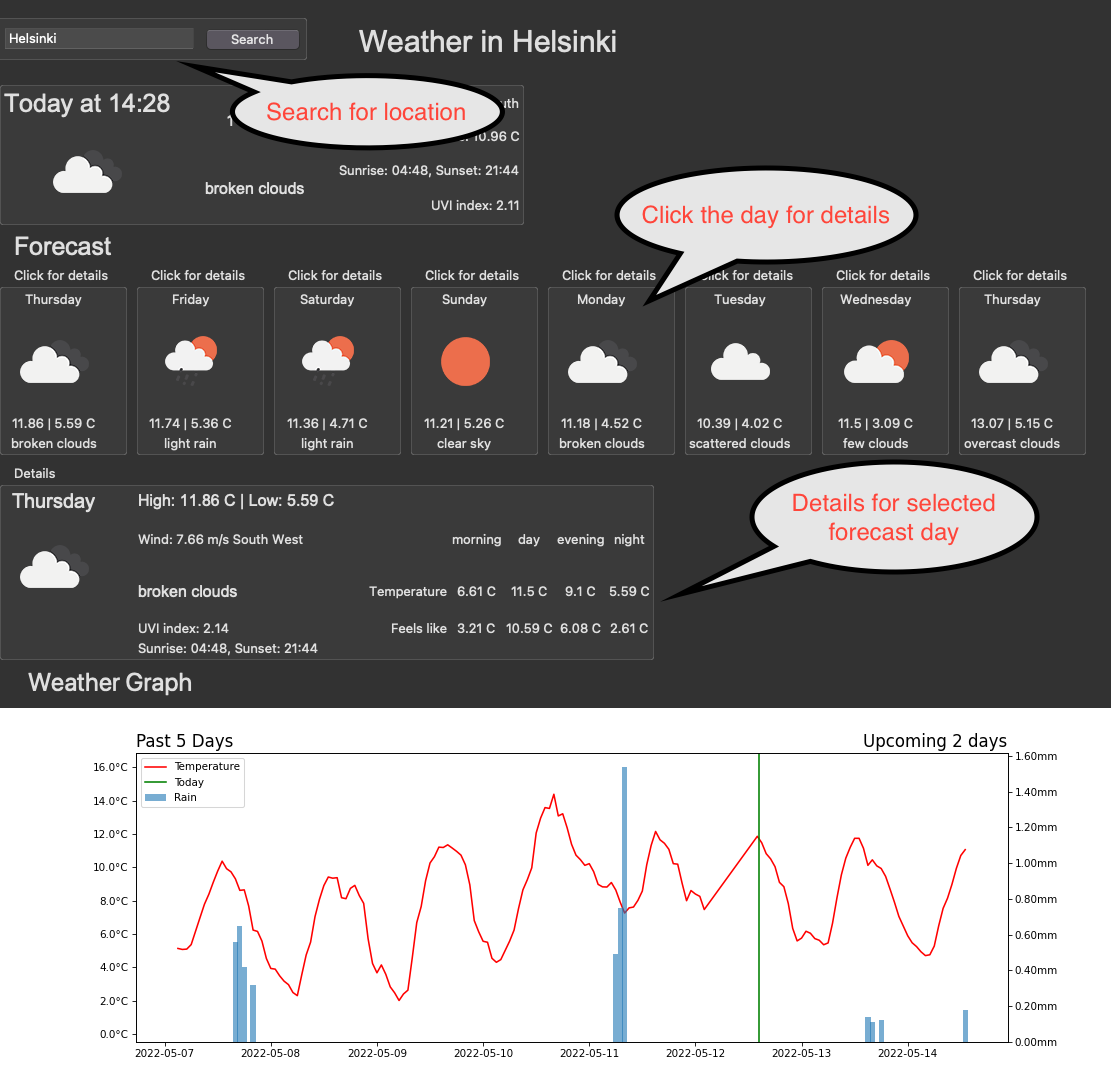 Helsinki
Search
Weather in Helsinki
Today at 14:28
Search for location
10.96 C
Sunrise: 04:48, Sunset: 21:44
broken clouds
UVI index: 2.11
Click the day for details
Forecast
Click for details Click for details Click for details Click for details Click for details Click for details Click for details Click for details
Thursday Friday Saturday Sunday Monday Tuesday Wednesday Thursday
11.86 | 5.59 C 11.74 | 5.36 C 11.36 | 4.71 C 11.21 | 5.26 C 11.18 | 4.52 C 10.39 | 4.02 C 11.5 | 3.09 C 13.07 | 5.15 C
broken clouds light rain light rain clear sky broken clouds scattered clouds few clouds overcast clouds
Details
Thursday
High: 11.86 C | Low: 5.59 C
Wind: 7.66 m/s South West
morning day evening night
broken clouds
Temperature 6.61 C 11.5 C 9.1 C 5.59 C
UVI index: 2.14
Feels like 3.21 C 10.59 C 6.08 C 2.61 C
Sunrise: 04:48, Sunset: 21:44
Details for selected
forecast day
Weather Graph
Past 5 Days
Upcoming 2 days
Temperature
Today
Rain
16.0°C
14.0°C
12.0°C
10.0°C
8.0°C
6.0°C
4.0°C
2.0°C
0.0°C
1.60mm
1.40mm
1.20mm
1.00mm
0.80mm
0.60mm
0.40mm
0.20mm
0.00mm
2022-05-07 2022-05-08 2022-05-09 2022-05-10 2022-05-11 2022-05-12 2022-05-13 2022-05-14